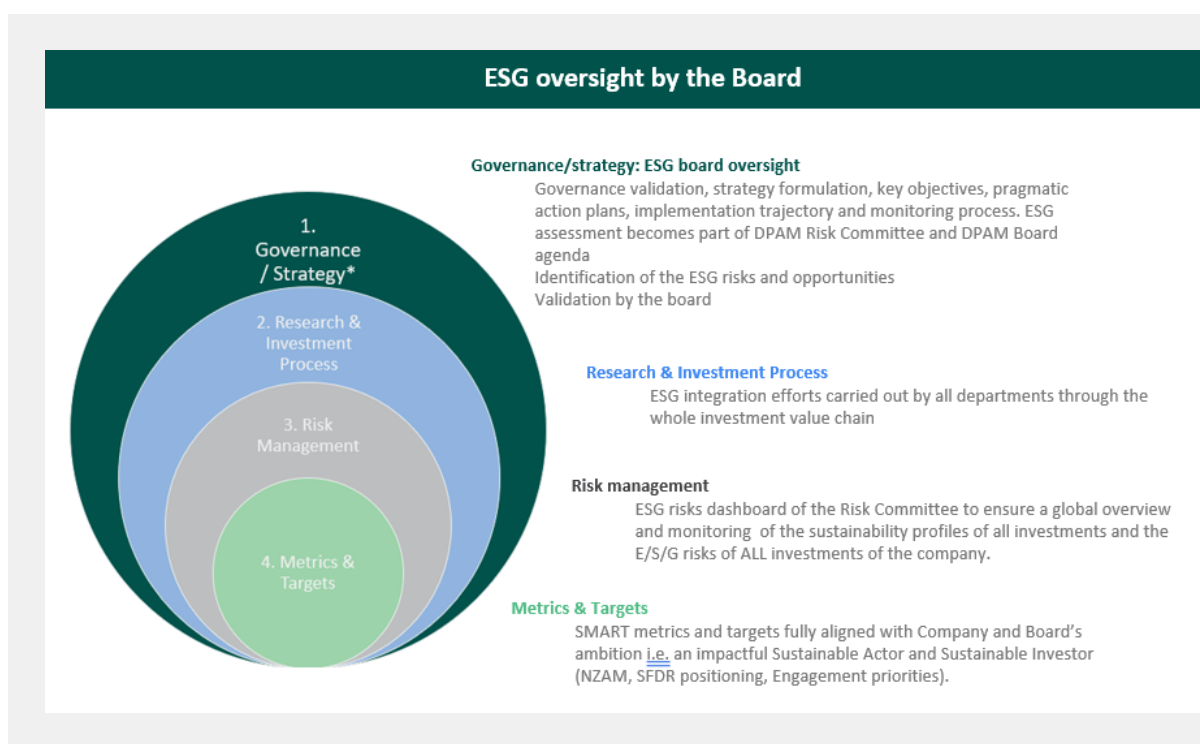 ESG oversight by the Board
1.
Governance
/ Strategy*
2. Research &
Investment
Process
3. Risk
Management
4. Metrics &
Targets
Governance/strategy: ESG board oversight
Governance validation, strategy formulation, key objectives, pragmatic
action plans, implementation trajectory and monitoring process. ESG
assessment becomes part of DPAM Risk Committee and DPAM Board
agenda
Identification of the ESG risks and opportunities
Validation by the board
Research & Investment Process
ESG integration efforts carried out by all departments through the
whole investment value chain
Risk management
ESG risks dashboard of the Risk Committee to ensure a global overview
and monitoring  of the sustainability profiles of all investments and the
E/S/G risks of ALL investments of the company.
Metrics & Targets
SMART metrics and targets fully aligned with Company and Board's
ambition i.e. an impactful Sustainable Actor and Sustainable Investor
(NZAM, SFDR positioning, Engagement priorities).